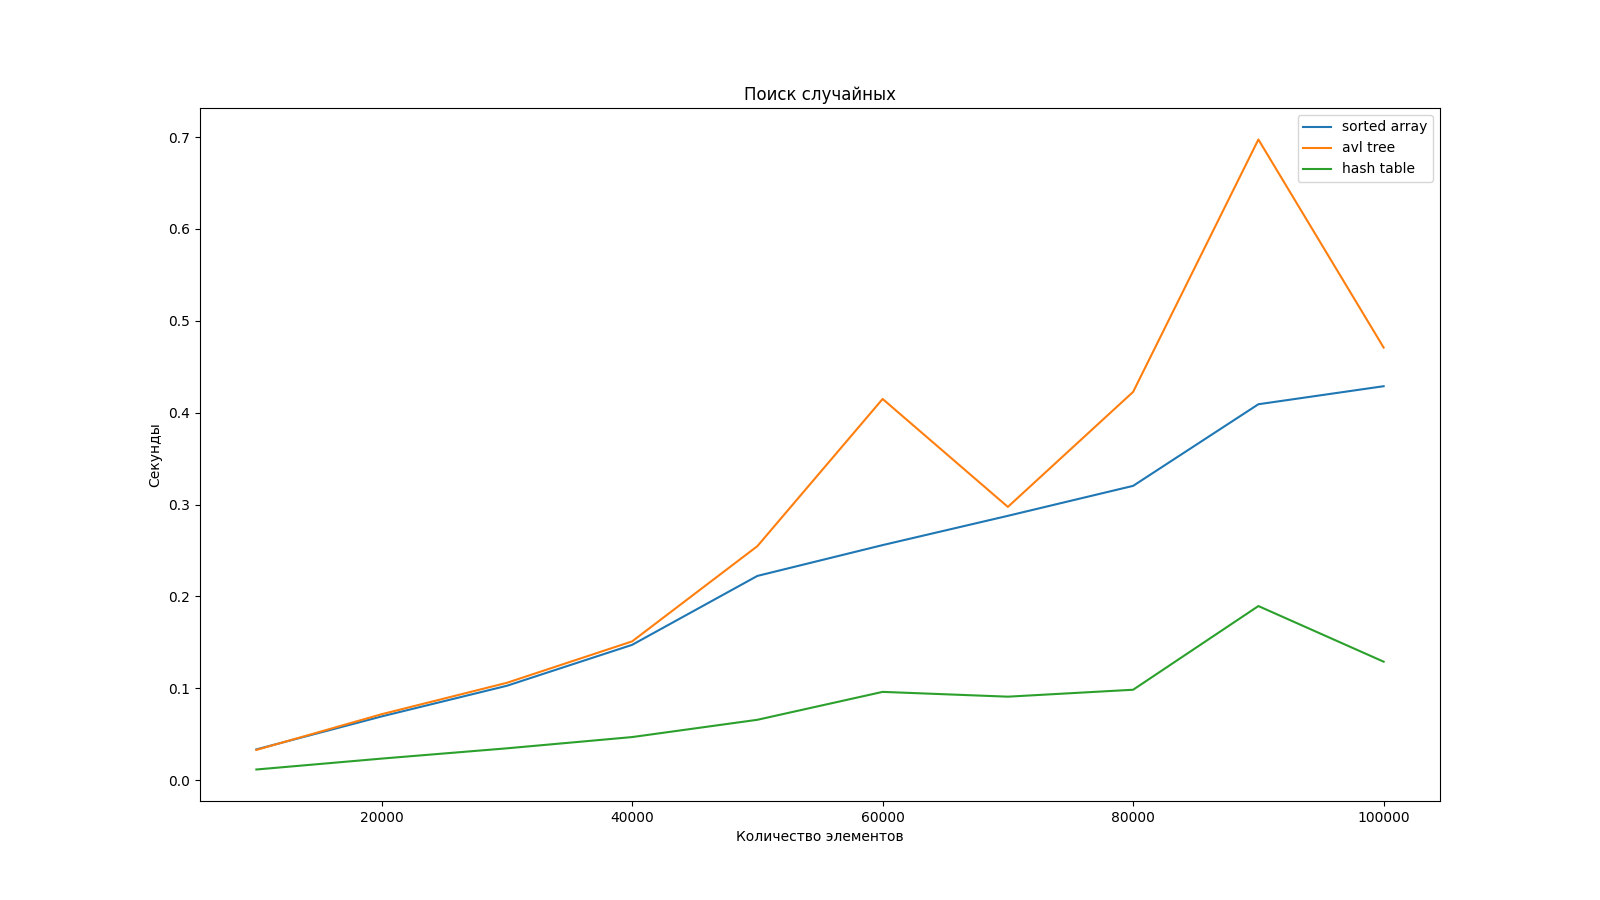 Поиск случайных
sorted array
avl tree
hash table
0.7
0.6
0.5
0.4
0.3
0.2
0.1
0.0
Секунды
20000
40000
60000
80000
100000
Количество элементов